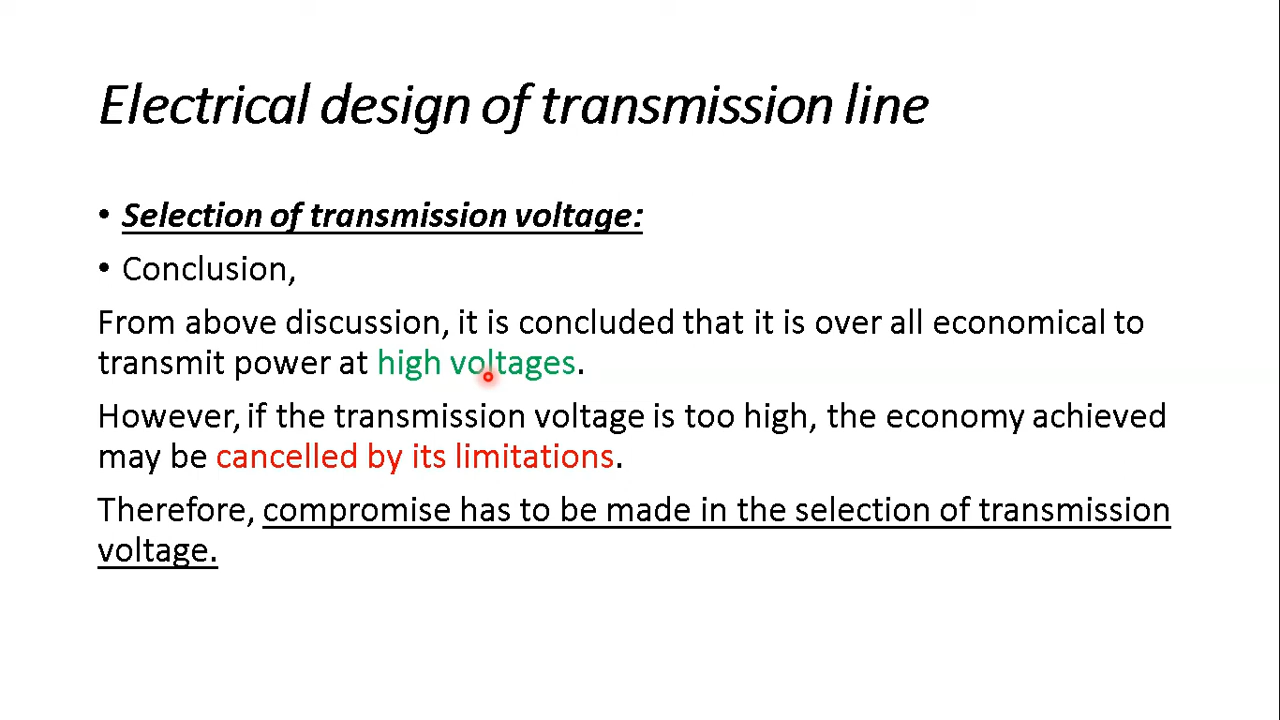 Electrical design of transmission line
• Selection of transmission voltage:
• Conclusion,
From above discussion, it is concluded that it is over all economical to
transmit power at high voltages.
However, if the transmission voltage is too high, the economy achieved
may be cancelled by its limitations.
Therefore, compromise has to be made in the selection of transmission
voltage.